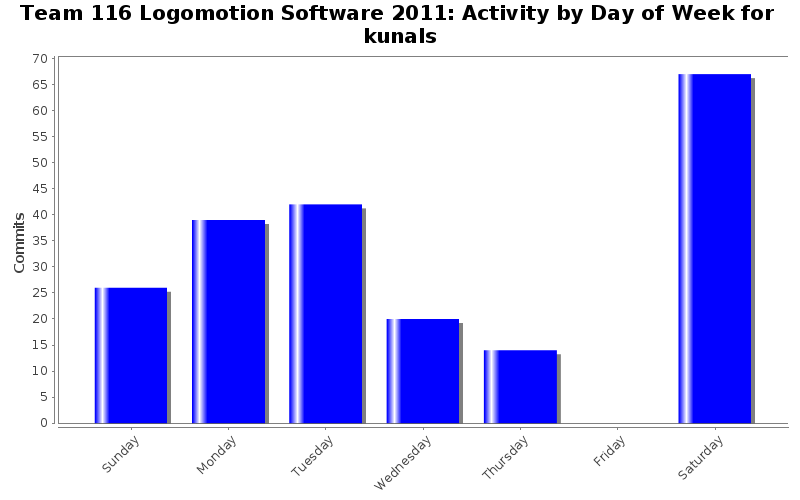 Team 116 Logomotion Software 2011: Activity by Day of Week for
kunals
70
65
60
55
50
45
40
35
30
25
20
15
10
5
0
Commits
Sunday
Monday
Tuesday
Wednesday
Thursday
Friday
Saturday